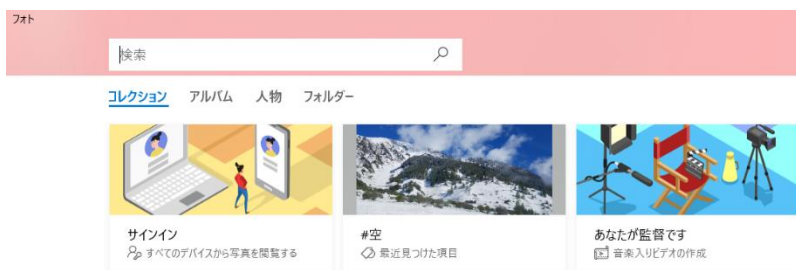 フォト
検索
コレクション アルバム 人物 フォルダー
サインイン
すべてのデバイスから写真を閲覧する
#空
最近見つけた項目
あなたが監督です
音楽入りビデオの作成